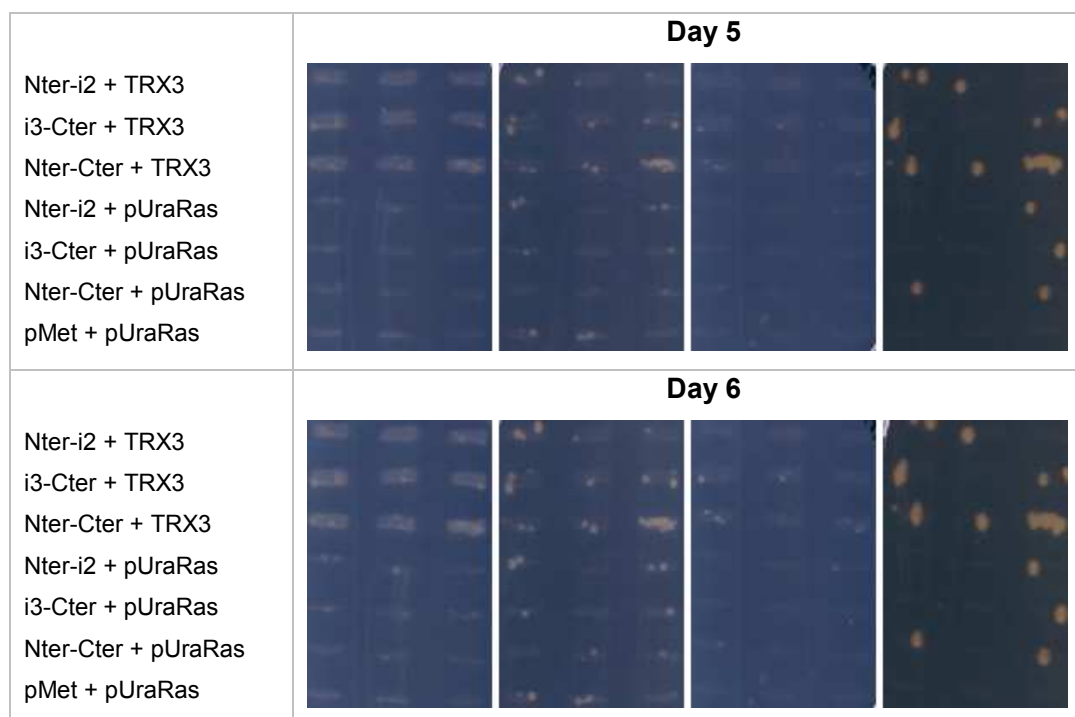 Day 5
Nter-i2 + TRX3
i3-Cter + TRX3
Nter-Cter + TRX3
Nter-i2 + pUraRas
i3-Cter + pUraRas
Nter-Cter + pUraRas
pMet + pUraRas
Day 6
Nter-i2 + TRX3
i3-Cter + TRX3
Nter-Cter + TRX3
Nter-i2 + pUraRas
i3-Cter + pUraRas
Nter-Cter + pUraRas
pMet + pUraRas